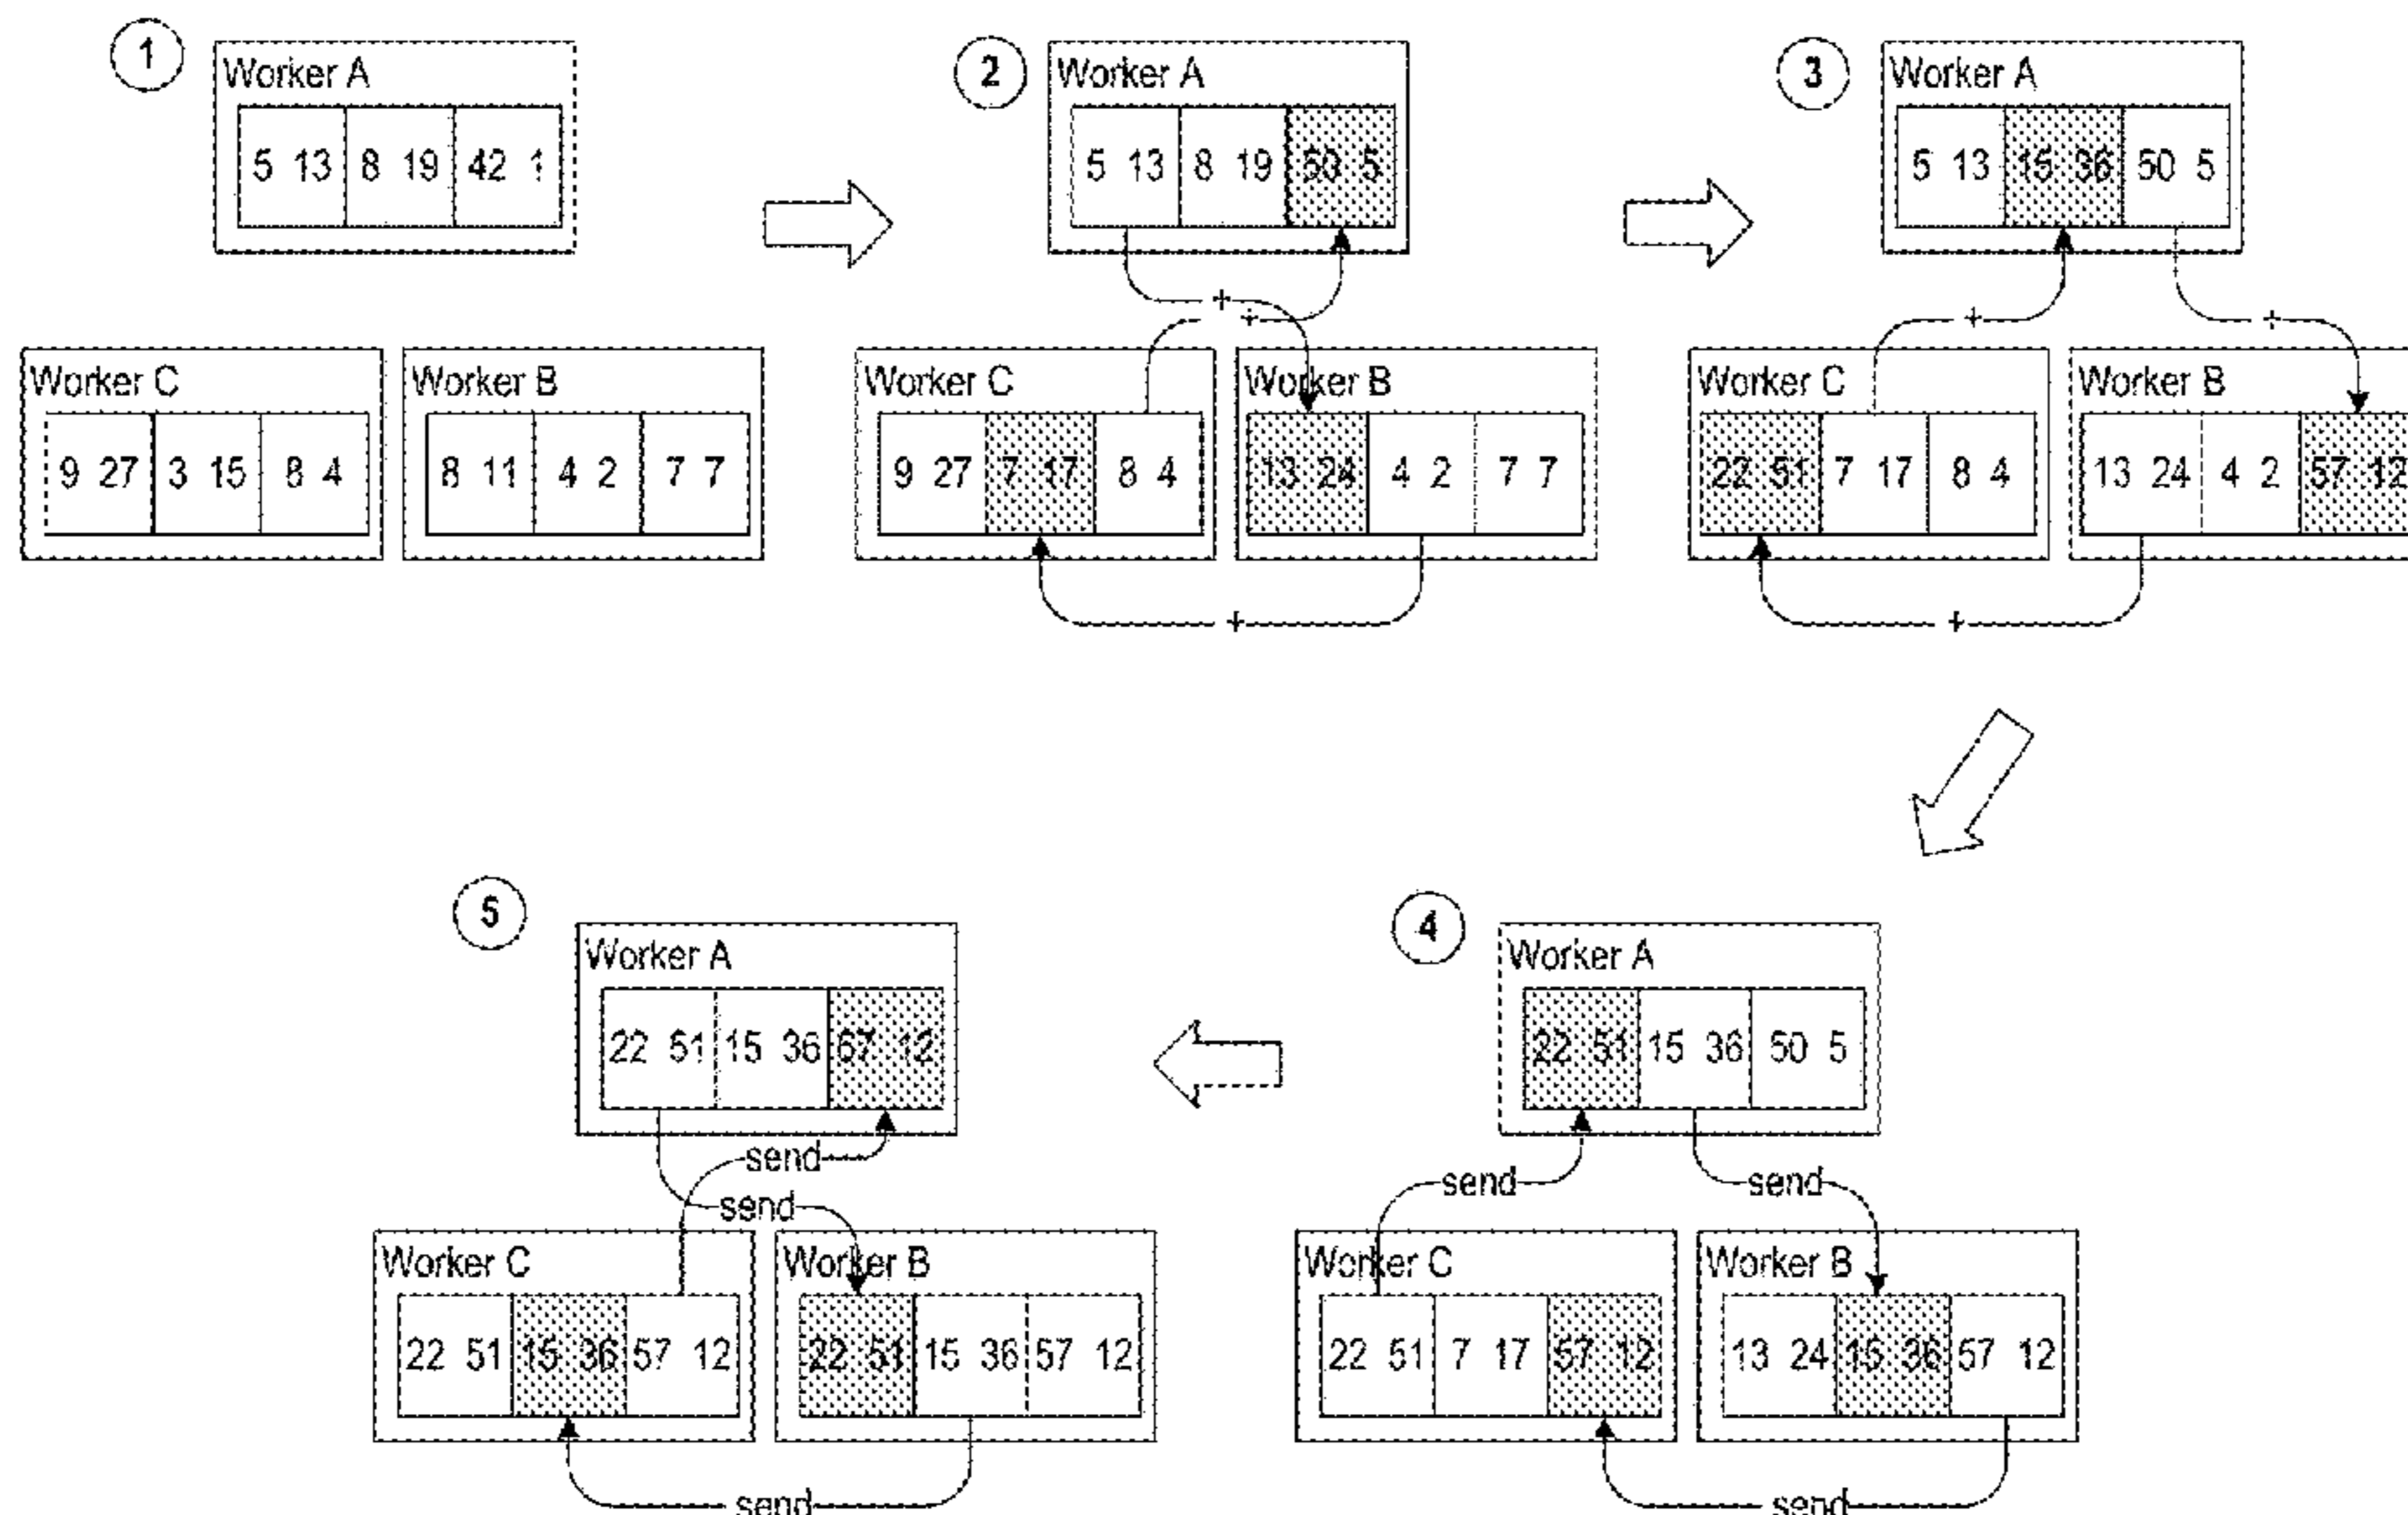 1
Worker A
5 13 8 19 42 1
Worker C
9 27 3 15 8 4
Worker B
8 11 4 2 7 7
2
Worker A
5 13 8 19 50 5
+
+
Worker C
9 27 7 17 8 4
Worker B
13 24 4 2 7 7
+
3
Worker A
5 13 15 36 50 5
+
+
Worker C
22 51 7 17 8 4
Worker B
13 24 4 2 57 12
+
4
Worker A
22 51 15 36 50 5
send
send
Worker C
22 51 7 17 57 12
Worker B
13 24 15 36 57 12
send
5
Worker A
22 51 15 36 57 12
send
send
Worker C
22 51 15 36 57 12
Worker B
22 51 15 36 57 12
send